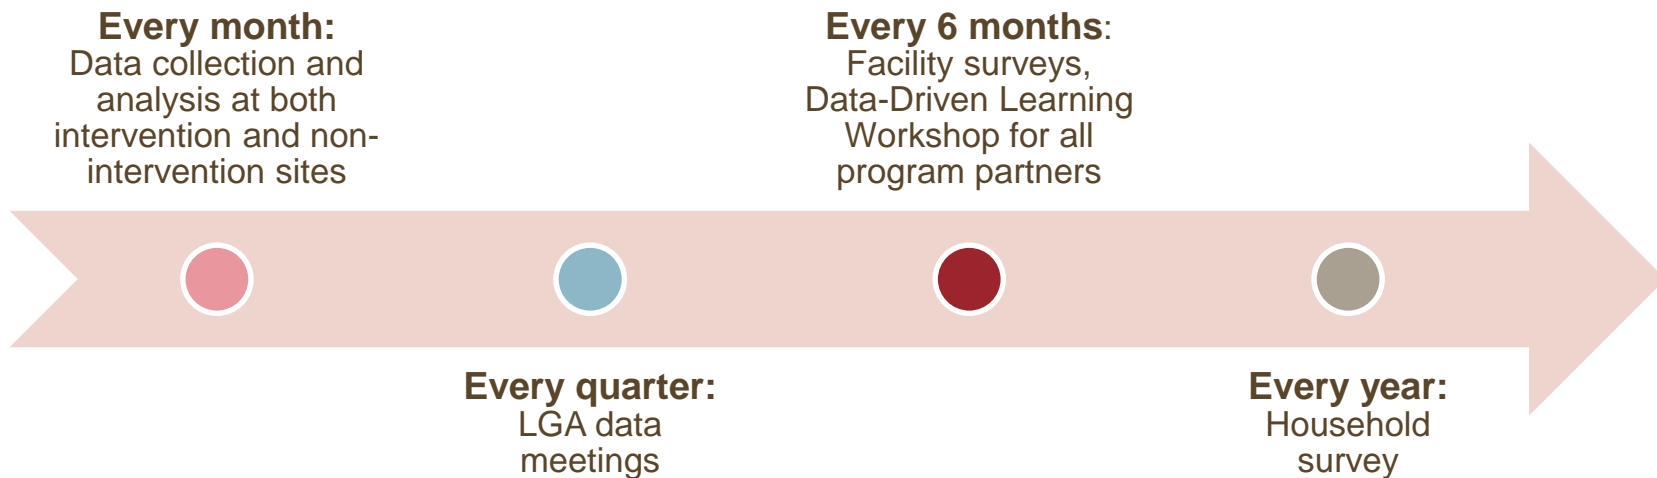 Every month:
Data collection and
analysis at both
intervention and non-
intervention sites
Every quarter:
LGA data
meetings
Every 6 months:
Facility surveys,
Data-Driven Learning
Workshop for all
program partners
Every year:
Household
survey